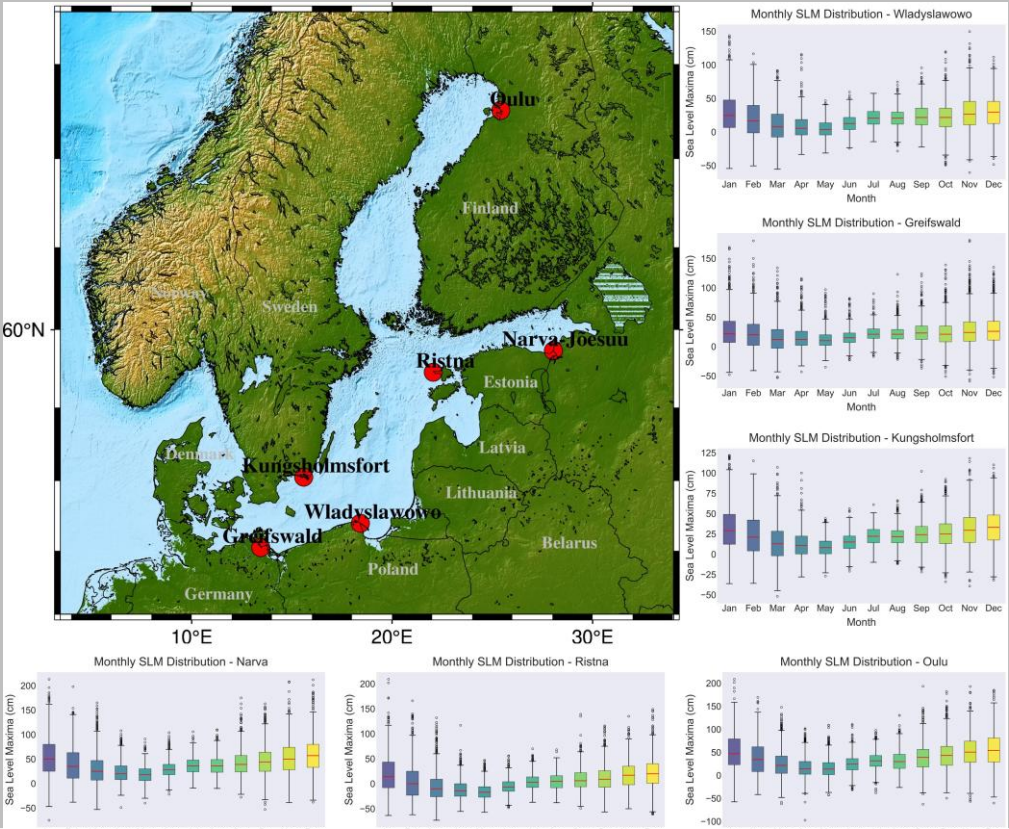 Oulu
Finland
Sweden
60°N
Narva-Joesuu
Ristna
Estonia
Latvia
Denmark
Kungsholmsfort
Lithuania
Wladyslawowo
Greifswald
Belarus
Poland
Germany
10°E 20°E 30°E
Monthly SLM Distribution - Wladyslawowo
Sea Level Maxima (cm)
150
100
50
0
−50
Jan Feb Mar Apr May Jun Jul Aug Sep Oct Nov Dec
Month
Monthly SLM Distribution - Greifswald
Sea Level Maxima (cm)
150
100
50
0
−50
Jan Feb Mar Apr May Jun Jul Aug Sep Oct Nov Dec
Month
Monthly SLM Distribution - Kungsholmsfort
Sea Level Maxima (cm)
125
100
75
50
25
0
−25
−50
Jan Feb Mar Apr May Jun Jul Aug Sep Oct Nov Dec
Month
Monthly SLM Distribution - Narva
Sea Level Maxima (cm)
200
150
100
50
0
−50
Monthly SLM Distribution - Ristna
Sea Level Maxima (cm)
200
150
100
50
0
−50
Monthly SLM Distribution - Oulu
Sea Level Maxima (cm)
200
150
100
50
0
−50
−100